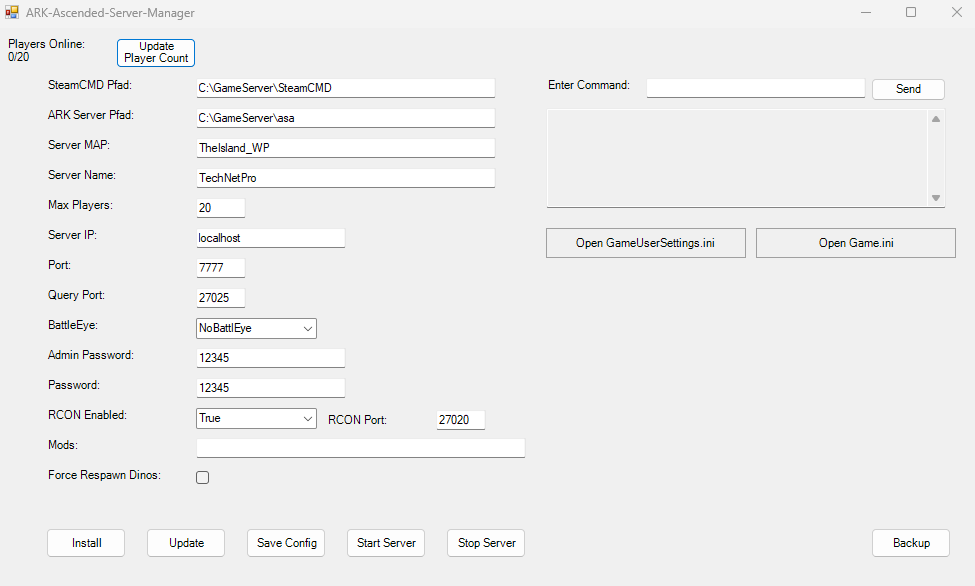 ARK-Ascended-Server-Manager
Players Online:
0/20
Update
Player Count
SteamCMD Pfad:
C:\GameServer\SteamCMD
ARK Server Pfad:
C:\GameServer\asa
Server MAP:
TheIsland_WP
Server Name:
TechNetPro
Max Players:
20
Server IP:
localhost
Port:
7777
Query Port:
27025
BattleEye:
NoBattlEye
Admin Password:
12345
Password:
12345
RCON Enabled:
True
RCON Port:
27020
Mods:
Force Respawn Dinos:
Enter Command:
Send
Open GameUserSettings.ini
Open Game.ini
Install
Update
Save Config
Start Server
Stop Server
Backup